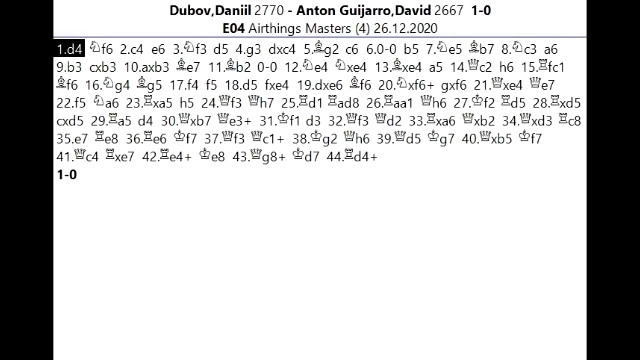 Dubov,Daniil 2770 - Anton Guijarro,David 2667 1-0
E04 Airthings Masters (4) 26.12.2020
1.d4 ♘f6 2.c4 e6 3.♘f3 d5 4.g3 dxc4 5.♗g2 c6 6.0-0 b5 7.♘e5 ♗b7 8.♘c3 a6
9.b3 cxb3 10.axb3 ♗e7 11.♗b2 0-0 12.♘e4 ♘xe4 13.♗xe4 a5 14.♕c2 h6 15.♖fc1
♗f6 16.♘g4 ♗g5 17.f4 f5 18.d5 fxe4 19.dxe6 ♗f6 20.♘xf6+ gxf6 21.♕xe4 ♕e7
22.f5 ♘a6 23.♖xa5 h5 24.♕f3 ♕h7 25.♖d1 ♖ad8 26.♖aa1 ♕h6 27.♔f2 ♖d5 28.♖xd5
cxd5 29.♖a5 d4 30.♕xb7 ♕e3+ 31.♔f1 d3 32.♕f3 ♕d2 33.♖xa6 ♕xb2 34.♕xd3 ♖c8
35.e7 ♖e8 36.♖e6 ♔f7 37.♕f3 ♕c1+ 38.♔g2 ♕h6 39.♕d5 ♔g7 40.♕xb5 ♔f7
41.♕c4 ♖xe7 42.♖e4+ ♔e8 43.♕g8+ ♔d7 44.♖d4+
1-0